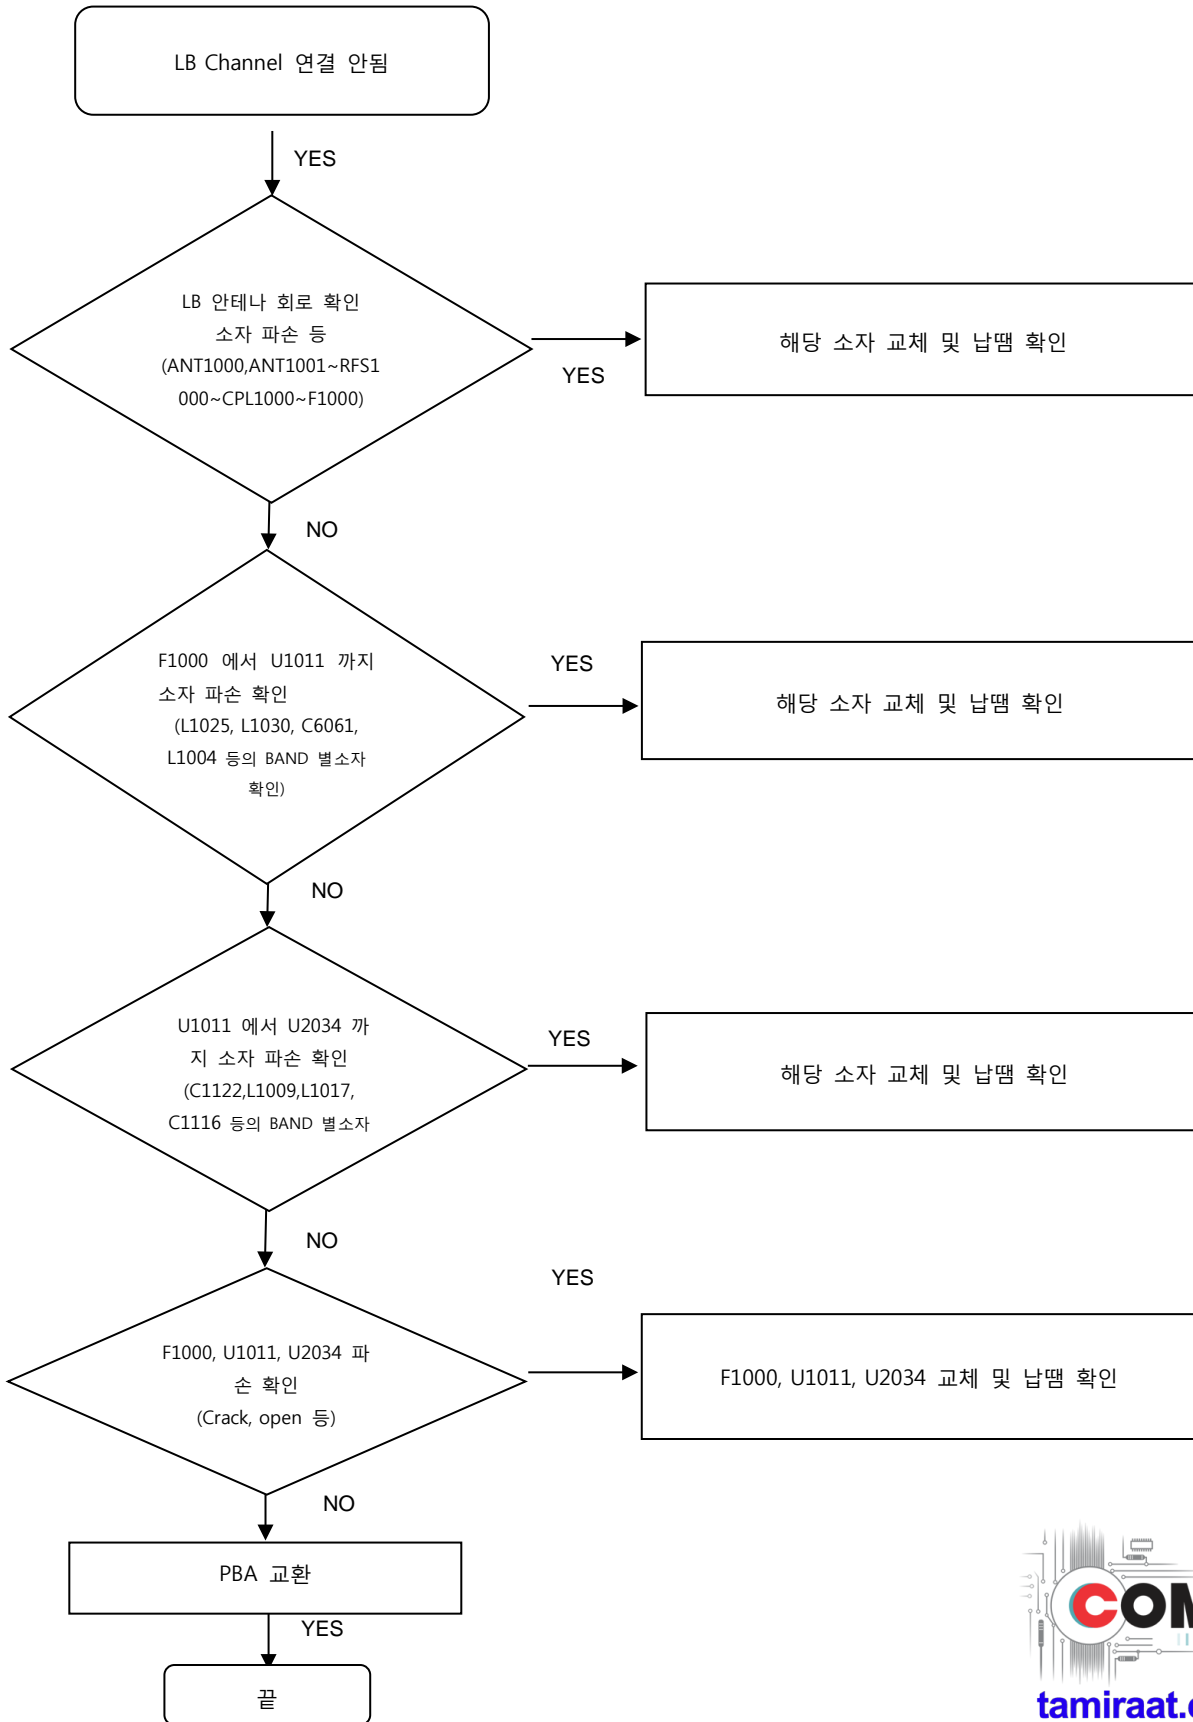 LB Channel 연결 안됨
YES
LB 안테나 회로 확인
소자 파손 등
(ANT1000,ANT1001~RFS1
000~CPL1000~F1000)
YES
해당 소자 교체 및 납땜 확인
NO
F1000 에서 U1011 까지
소자 파손 확인
(L1025, L1030, C6061,
L1004 등의 BAND 별소자
확인)
YES
해당 소자 교체 및 납땜 확인
NO
U1011 에서 U2034 까
지 소자 파손 확인
(C1122,L1009,L1017,
C1116 등의 BAND 별소자
YES
해당 소자 교체 및 납땜 확인
NO
F1000, U1011, U2034 파
손 확인
(Crack, open 등)
YES
F1000, U1011, U2034 교체 및 납땜 확인
NO
PBA 교환
YES
끝
COM
tamiraat.c